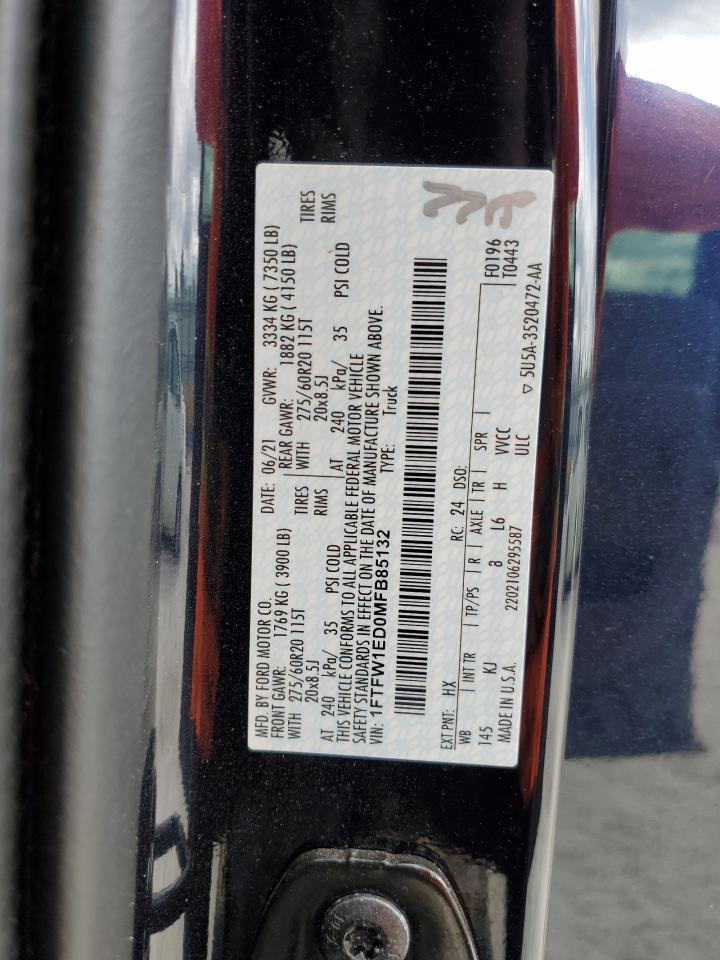 MFD. BY FORD MOTOR CO. DATE: 06/21 GVWR: 3334 KG ( 7350 LB)
FRONT GAWR: 1769 KG ( 3900 LB) REAR GAWR: 1882 KG ( 4150 LB)
WITH 275/60R20 115T TIRES WITH 275/60R20 115T TIRES
20x8.5J RIMS 20x8.5J RIMS
AT 240 kPa/ 35 PSI COLD AT 240 kPa/ 35 PSI COLD
THIS VEHICLE CONFORMS TO ALL APPLICABLE FEDERAL MOTOR VEHICLE
SAFETY STANDARDS IN EFFECT ON THE DATE OF MANUFACTURE SHOWN ABOVE.
VIN: 1FTFW1ED0MFB85132 TYPE: Truck
EXT PNT: HX RC: 24 DSO: F0196
T0443
WB INT TR TP/PS R AXLE TR SPR
145 KJ 8 L6 H VVCC
MADE IN U.S.A. 2202106295587 ULC ▽ 5U5A-3520472-AA